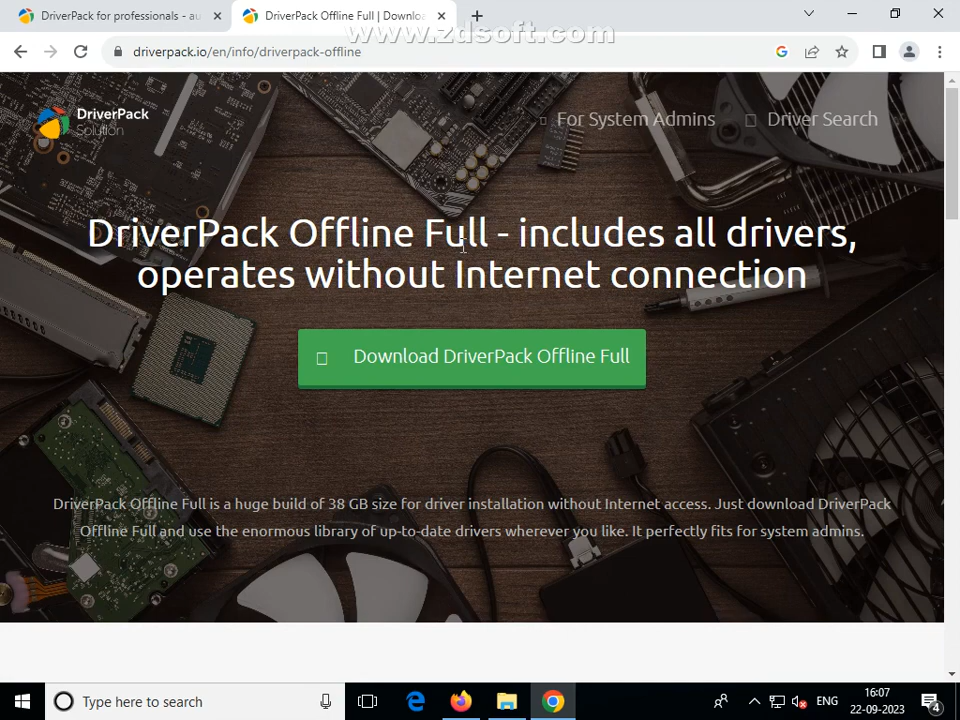 DriverPack for professionals - au
DriverPack Offline Full | Downloa
www.zdsoft.com
driverpack.io/en/info/driverpack-offline
DriverPack
Solution
For System Admins
Driver Search
DriverPack Offline Full - includes all drivers,
operates without Internet connection
Download DriverPack Offline Full
DriverPack Offline Full is a huge build of 38 GB size for driver installation without Internet access. Just download DriverPack
Offline Full and use the enormous library of up-to-date drivers wherever you like. It perfectly fits for system admins.
Type here to search
ENG
16:07
22-09-2023
4